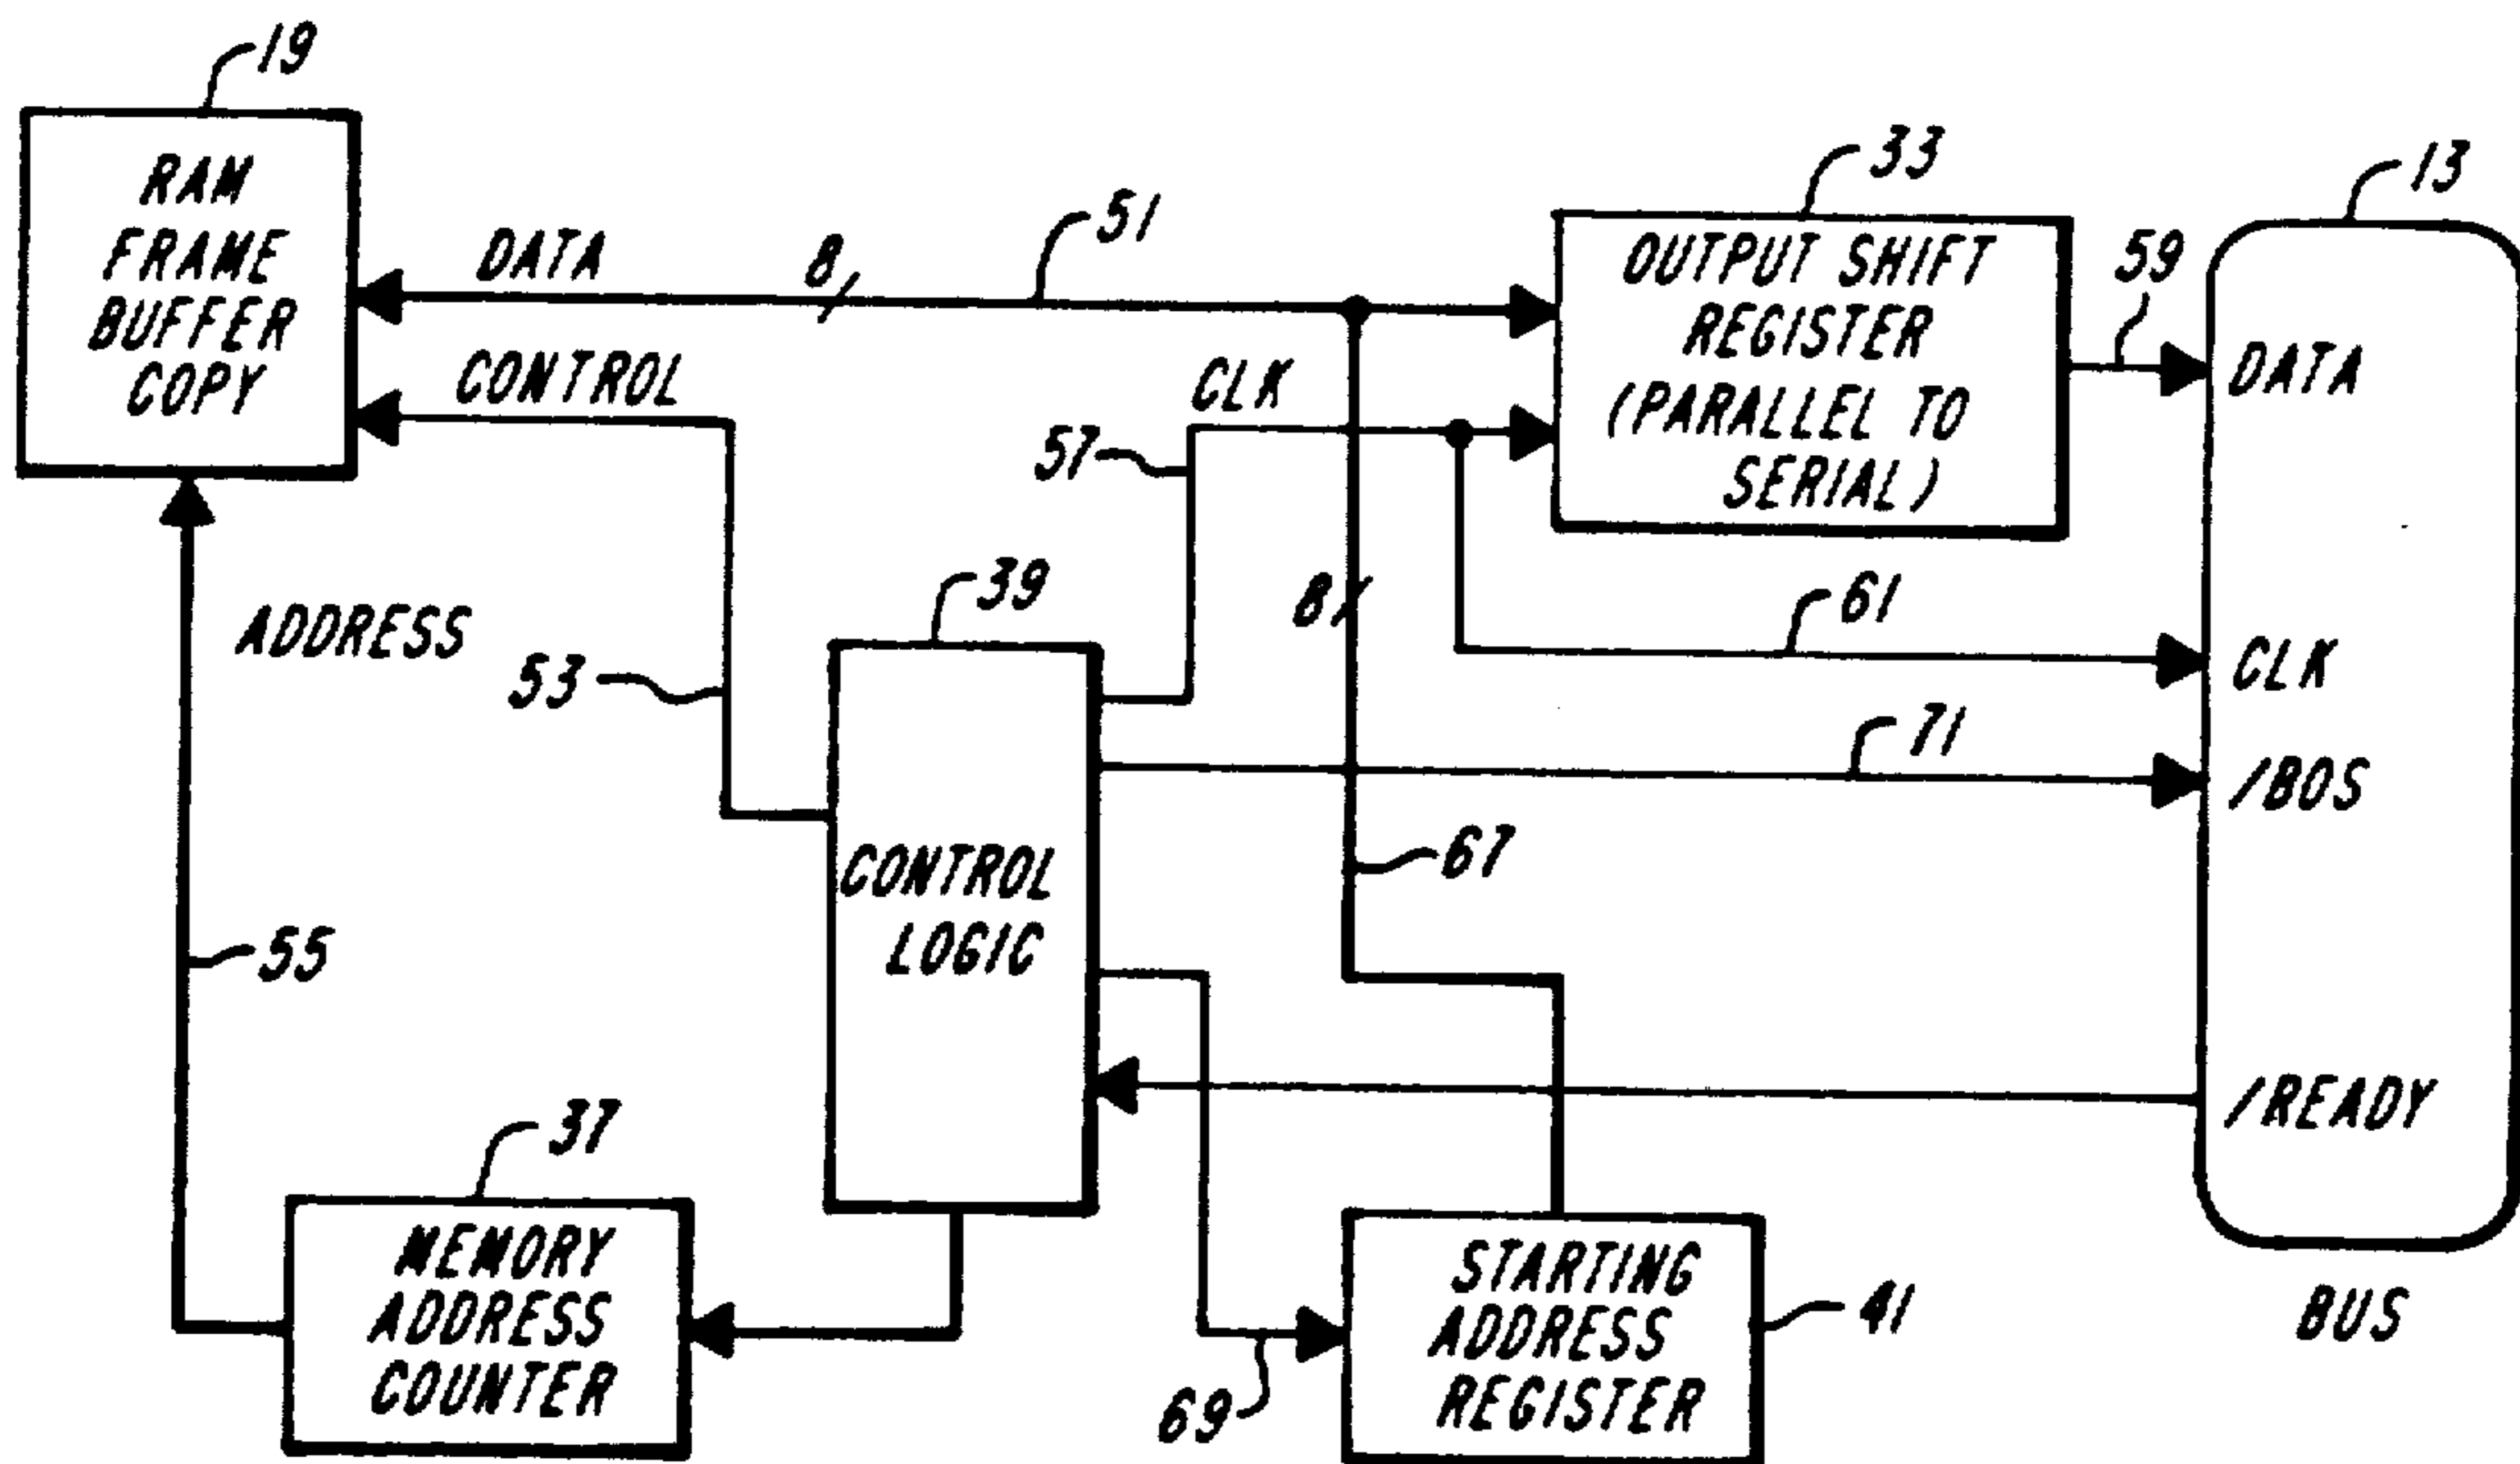 19
RAM
FRAME
BUFFER
COPY
DATA
8
51
CONTROL
33
OUTPUT SHIFT
REGISTER
(PARALLEL TO
SERIAL)
13
59
DATA
CLK
57
8
61
CLK
71
/BOS
ADDRESS
53
39
CONTROL
LOGIC
67
55
/READY
37
MEMORY
ADDRESS
COUNTER
69
STARTING
ADDRESS
REGISTER
41
BUS